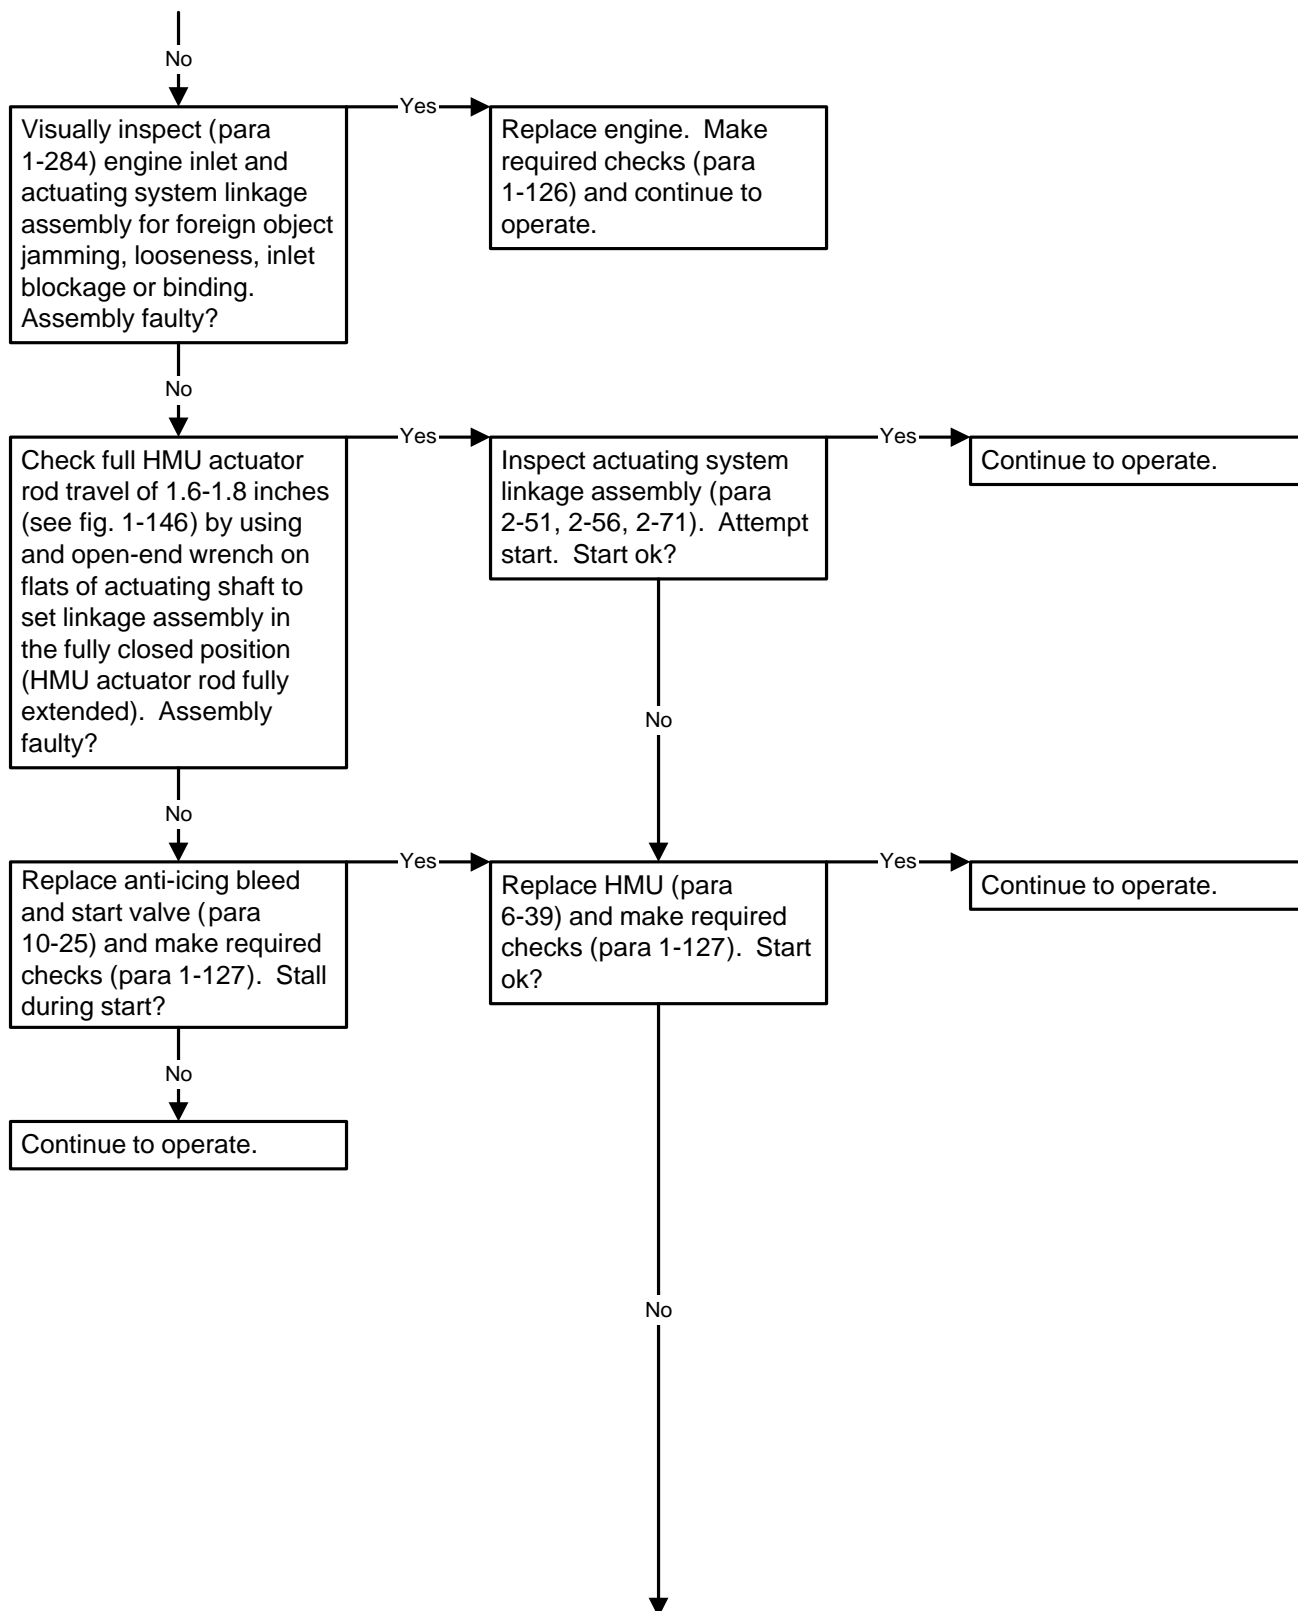 No
Yes
Visually inspect (para
1-284) engine inlet and
actuating system linkage
assembly for foreign object
jamming, looseness, inlet
blockage or binding.
Assembly faulty?
Replace engine.  Make
required checks (para
1-126) and continue to
operate.
No
Yes
Yes
Check full HMU actuator
rod travel of 1.6-1.8 inches
(see fig. 1-146) by using
and open-end wrench on
flats of actuating shaft to
set linkage assembly in
the fully closed position
(HMU actuator rod fully
extended).  Assembly
faulty?
Inspect actuating system
linkage assembly (para
2-51, 2-56, 2-71).  Attempt
start.  Start ok?
Continue to operate.
No
No
Yes
Yes
Replace anti-icing bleed
and start valve (para
10-25) and make required
checks (para 1-127).  Stall
during start?
Replace HMU (para
6-39) and make required
checks (para 1-127).  Start
ok?
Continue to operate.
No
Continue to operate.
No